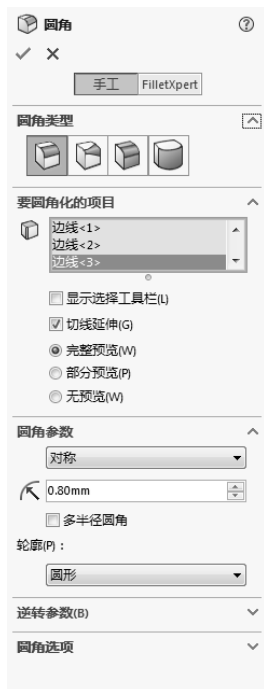 圆角
手工 FilletXpert
圆角类型
要圆角化的项目
边线<1>
边线<2>
边线<3>
显示选择工具栏(L)
切线延伸(G)
完整预览(W)
部分预览(P)
无预览(W)
圆角参数
对称
0.80mm
多半径圆角
轮廓(P)：
圆形
逆转参数(B)
圆角选项